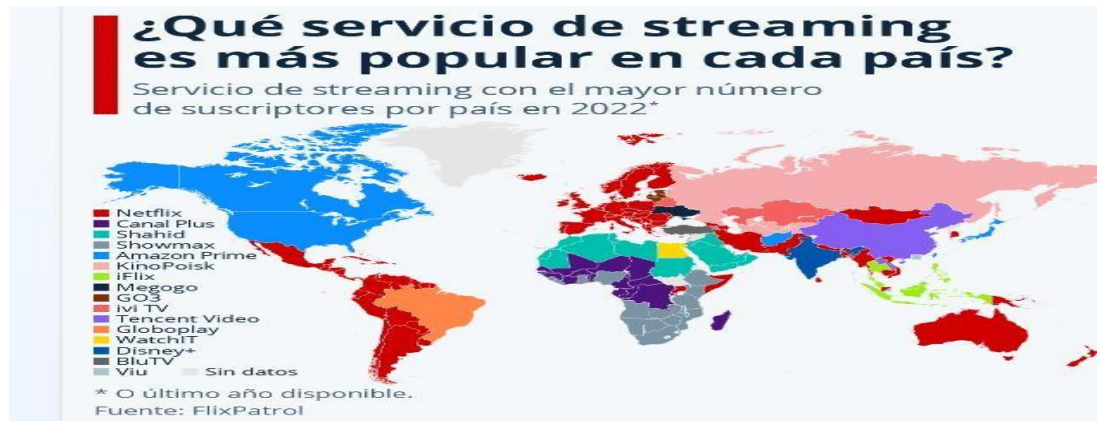 ¿Qué servicio de streaming
es más popular en cada país?
Servicio de streaming con el mayor número
de suscriptores por país en 2022*
Netflix
Canal Plus
Shahid
Showmax
Amazon Prime
KinoPoisk
iFlix
Megogo
GO3
ivi TV
Tencent Video
Globoplay
WatchIT
Disney+
BluTV
Viu Sin datos
* O último año disponible.
Fuente: FlixPatrol